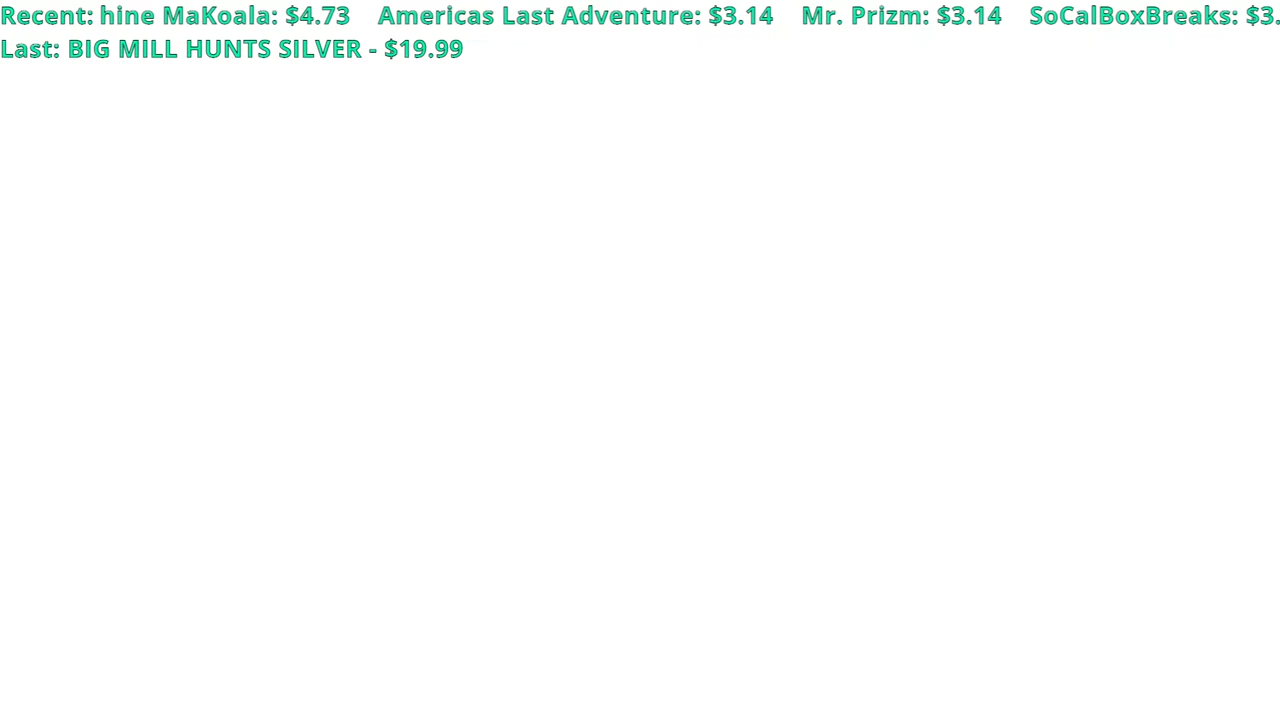 Recent: hine MaKoala: $4.73 Americas Last Adventure: $3.14 Mr. Prizm: $3.14 SoCalBoxBreaks: $3.
Last: BIG MILL HUNTS SILVER - $19.99